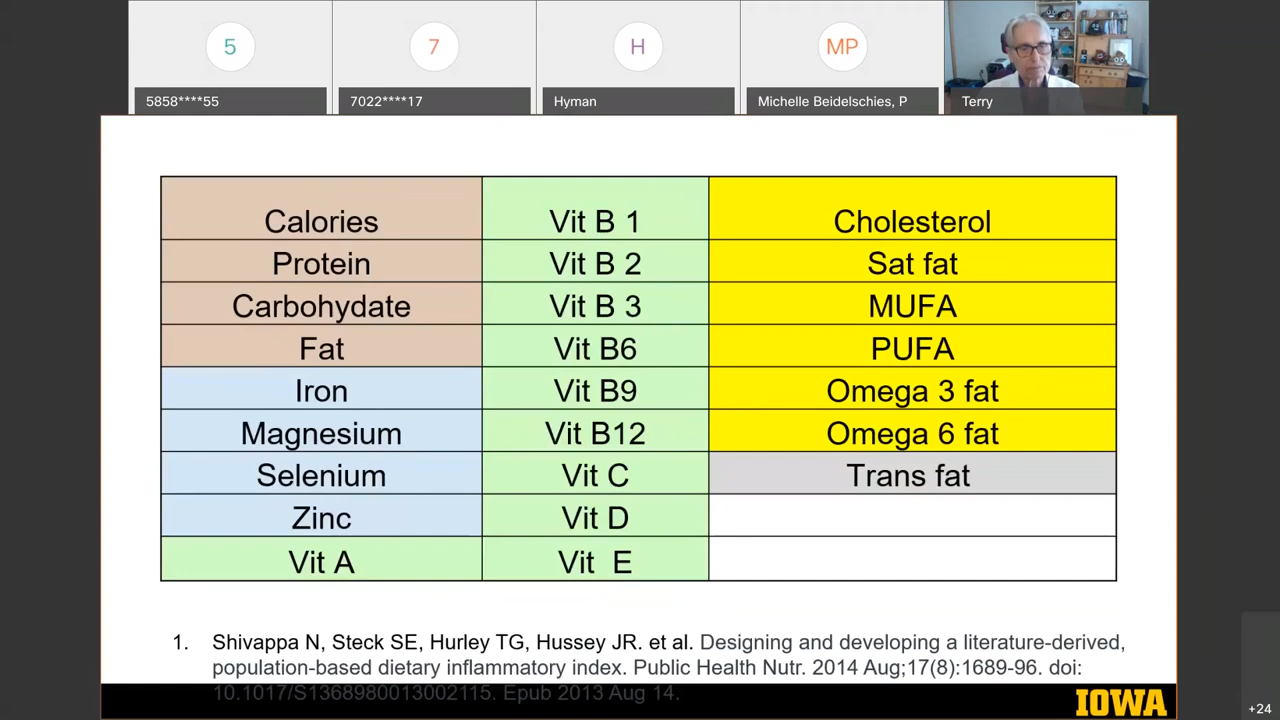 5
7
H
MP
5858****55
7022****17
Hyman
Michelle Beidelschies, P
Terry
Calories
Vit B 1
Cholesterol
Protein
Vit B 2
Sat fat
Carbohydate
Vit B 3
MUFA
Fat
Vit B6
PUFA
Iron
Vit B9
Omega 3 fat
Magnesium
Vit B12
Omega 6 fat
Selenium
Vit C
Trans fat
Zinc
Vit D
Vit A
Vit E
1. Shivappa N, Steck SE, Hurley TG, Hussey JR. et al. Designing and developing a literature-derived,
population-based dietary inflammatory index. Public Health Nutr. 2014 Aug;17(8):1689-96. doi:
10.1017/S1368980013002115. Epub 2013 Aug 14.
IOWA
+24